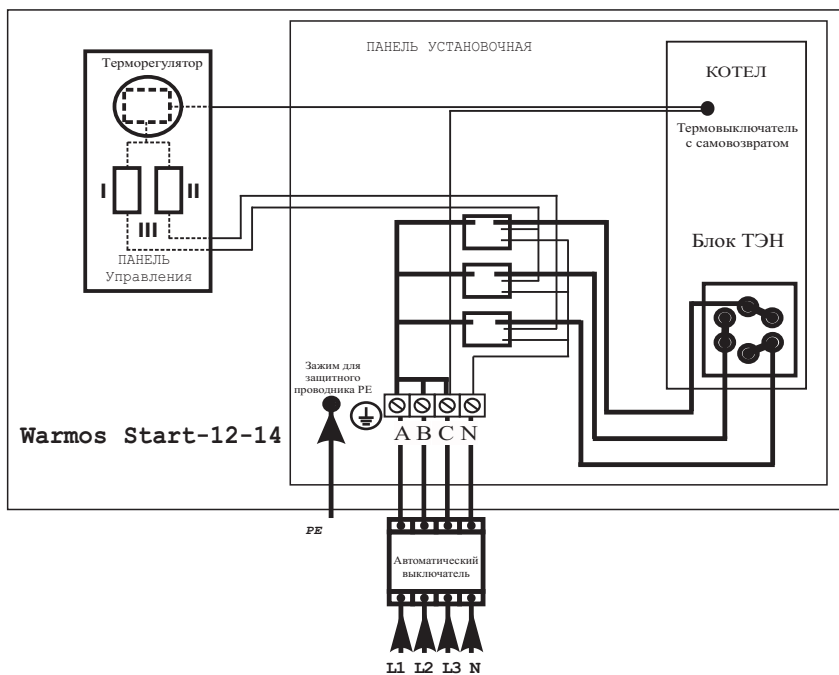 ПАНЕЛЬ УСТАНОВОЧНАЯ
Терморегулятор
КОТЕЛ
Термовыключатель
с самовозвратом
I
II
III
ПАНЕЛЬ
Управления
Блок ТЭН
Зажим для
защитного
проводника PE
A B C N
Warmos Start-12-14
PE
Автоматический
выключатель
L1 L2 L3 N